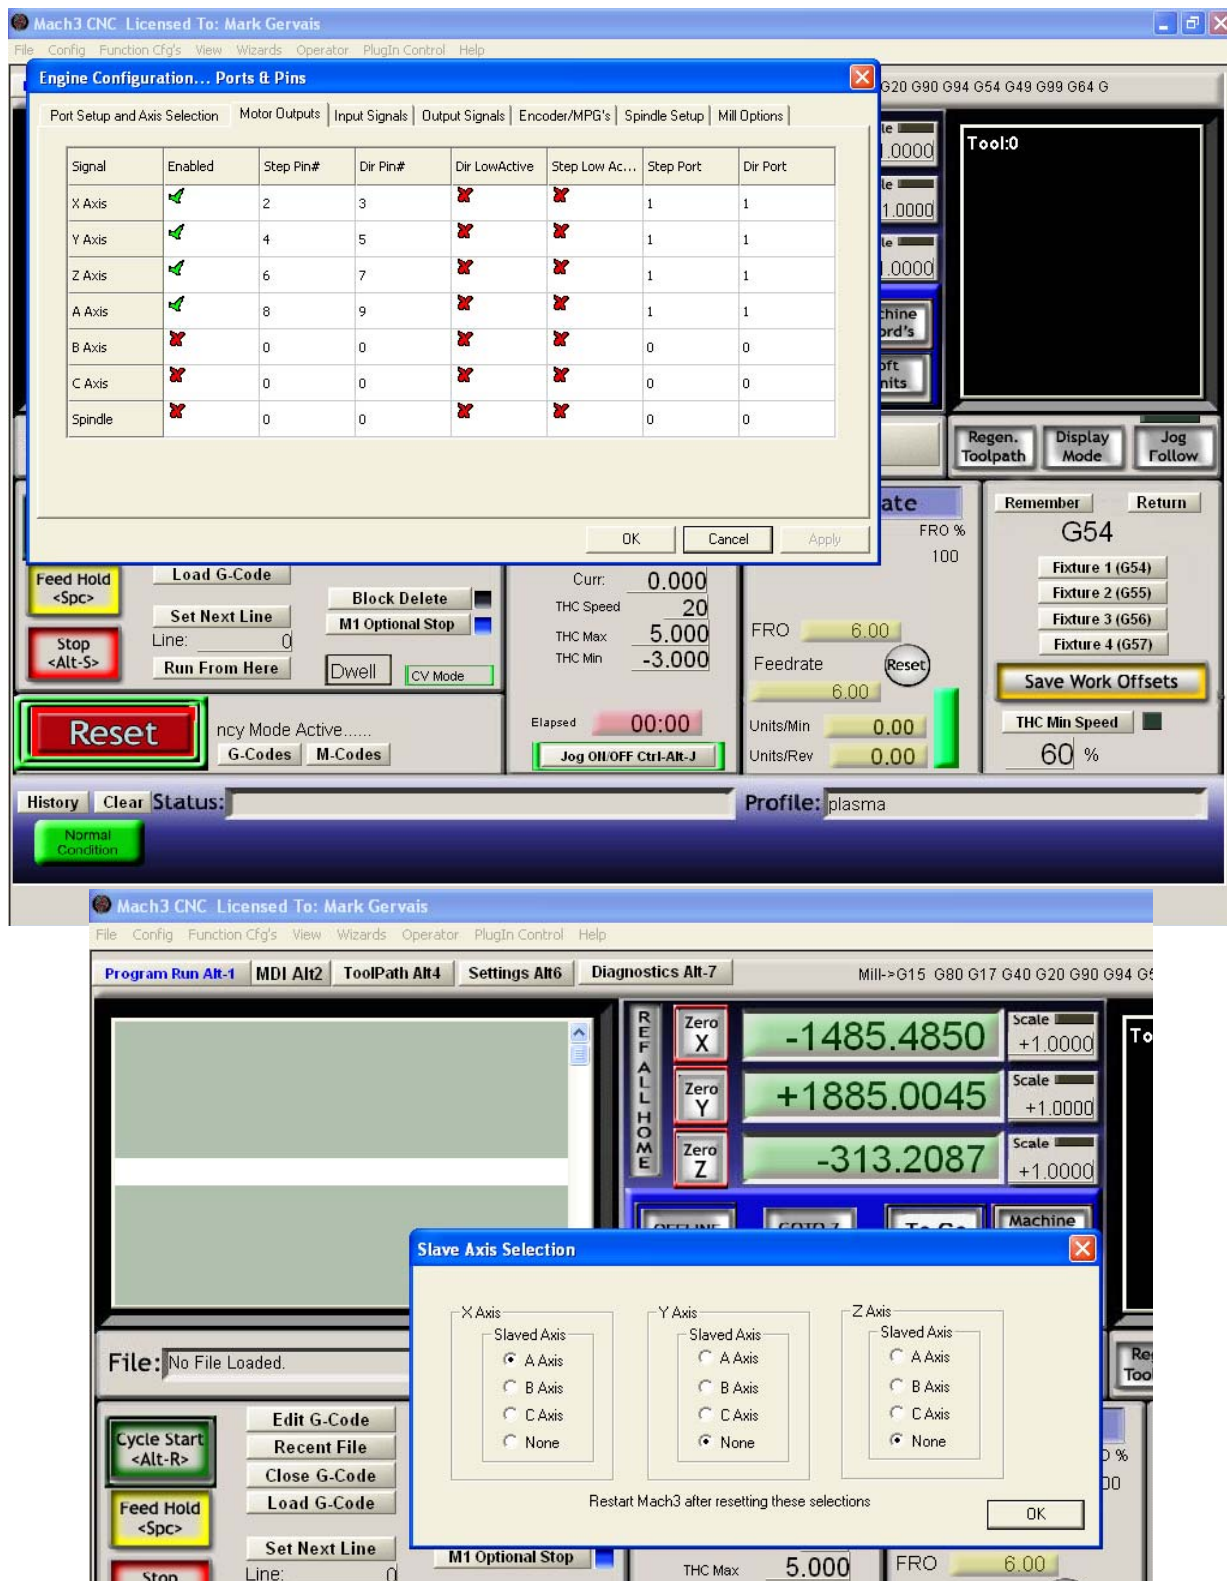 Mach3 CNC Licensed To: Mark Gervais
File Config Function Cfg's View Wizards Operator PlugIn Control Help
Engine Configuration... Ports & Pins
G20 G90 G94 G54 G49 G99 G64 G
Port Setup and Axis Selection Motor Outputs Input Signals Output Signals Encoder/MPG's Spindle Setup Mill Options
Tool:0
Signal Enabled Step Pin# Dir Pin# Dir LowActive Step Low Ac... Step Port Dir Port
X Axis 2 3 1 1
Y Axis 4 5 1 1
Z Axis 6 7 1 1
A Axis 8 9 1 1
B Axis 0 0 0 0
C Axis 0 0 0 0
Spindle 0 0 0 0
le
.0000
le
1.0000
le
.0000
chine
ord's
oft
nits
Regen. Toolpath
Display Mode
Jog Follow
OK Cancel Apply
ate
FRO %
100
Remember Return
G54
Fixture 1 (G54)
Fixture 2 (G55)
Fixture 3 (G56)
Fixture 4 (G57)
Save Work Offsets
THC Min Speed
60 %
Feed Hold
<Spc>
Load G-Code
Set Next Line
Line: 0
Run From Here
Block Delete
M1 Optional Stop
Dwell
CV Mode
Stop
<Alt-S>
Curr: 0.000
THC Speed 20
THC Max 5.000
THC Min -3.000
FRO 6.00
Feedrate
Reset
6.00
Reset
ncy Mode Active......
G-Codes M-Codes
Elapsed 00:00
Jog ON/OFF Ctrl-Alt-J
Units/Min 0.00
Units/Rev 0.00
History Clear Status:
Profile: plasma
Normal
Condition
Mach3 CNC Licensed To: Mark Gervais
File Config Function Cfg's View Wizards Operator PlugIn Control Help
Program Run Alt-1 MDI Alt2 ToolPath Alt4 Settings Alt6 Diagnostics Alt-7
Mill->G15 G80 G17 G40 G20 G90 G94 G5
REF ALL HOME
Zero X -1485.4850 Scale +1.0000
Zero Y +1885.0045 Scale +1.0000
Zero Z -313.2087 Scale +1.0000
To
OFFLINE GOTO Z To Go Machine
Slave Axis Selection
X Axis Y Axis Z Axis
Slaved Axis Slaved Axis Slaved Axis
A Axis A Axis A Axis
B Axis B Axis B Axis
C Axis C Axis C Axis
None None None
Restart Mach3 after resetting these selections
OK
File: No File Loaded.
Re
Too
Cycle Start
<Alt-R>
Edit G-Code
Recent File
Close G-Code
Load G-Code
Feed Hold
<Spc>
Set Next Line
Line: 0
Stop
M1 Optional Stop
THC Max 5.000
FRO 6.00
O %
00